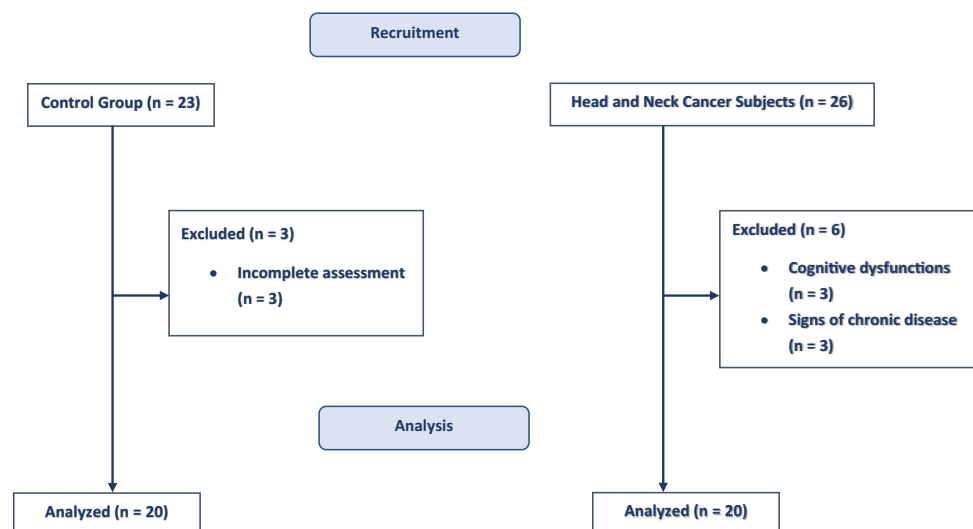 Recruitment
Control Group (n = 23)
Head and Neck Cancer Subjects (n = 26)
Excluded (n = 3)
• Incomplete assessment
(n = 3)
Excluded (n = 6)
• Cognitive dysfunctions
(n = 3)
• Signs of chronic disease
(n = 3)
Analysis
Analyzed (n = 20)
Analyzed (n = 20)